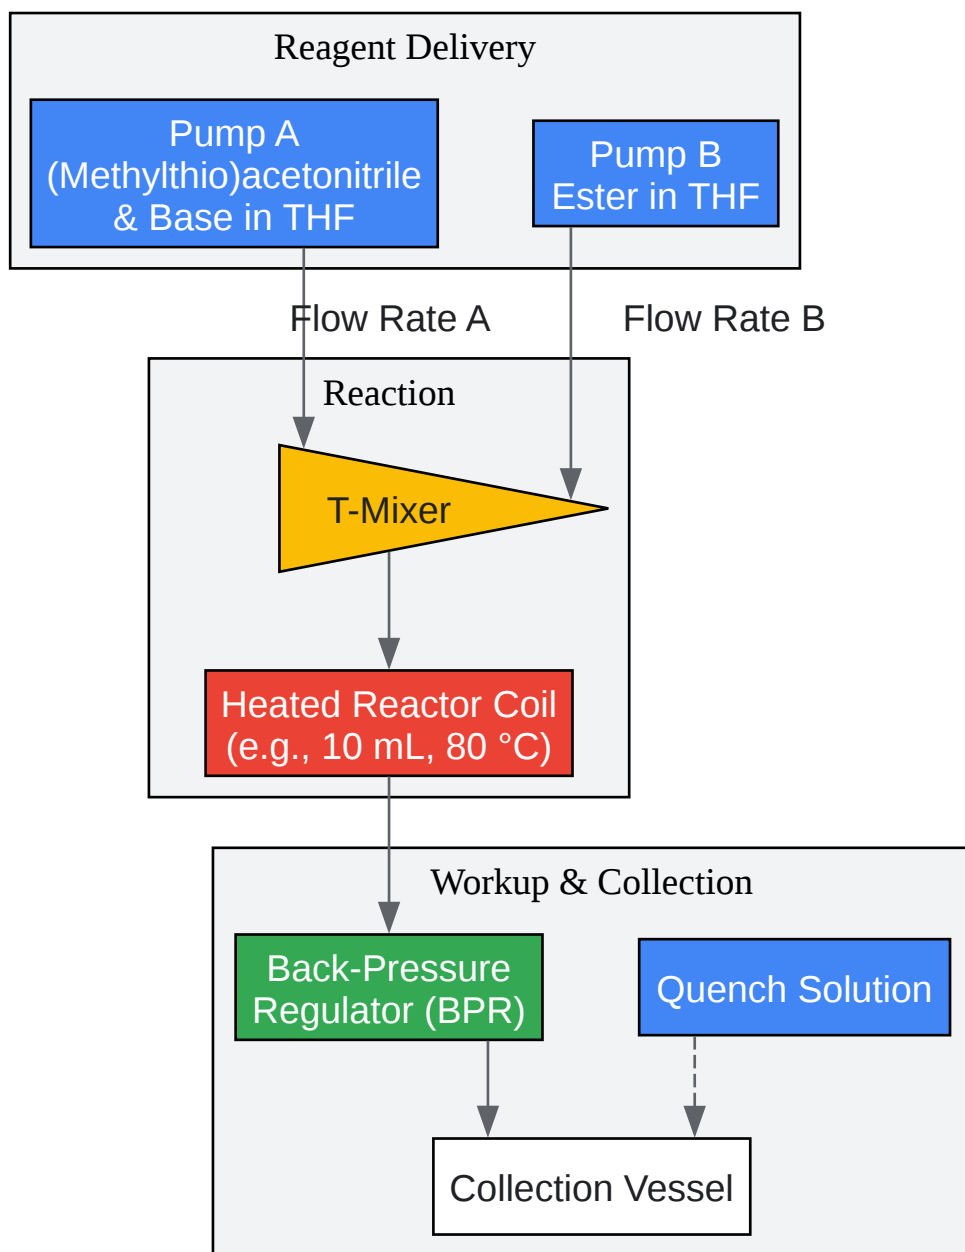 Reagent Delivery
Pump A
(Methylthio)acetonitrile
& Base in THF
Pump B
Ester in THF
Flow Rate A
Flow Rate B
Reaction
T-Mixer
Heated Reactor Coil
(e.g., 10 mL, 80 °C)
Workup & Collection
Back-Pressure
Regulator (BPR)
Quench Solution
Collection Vessel